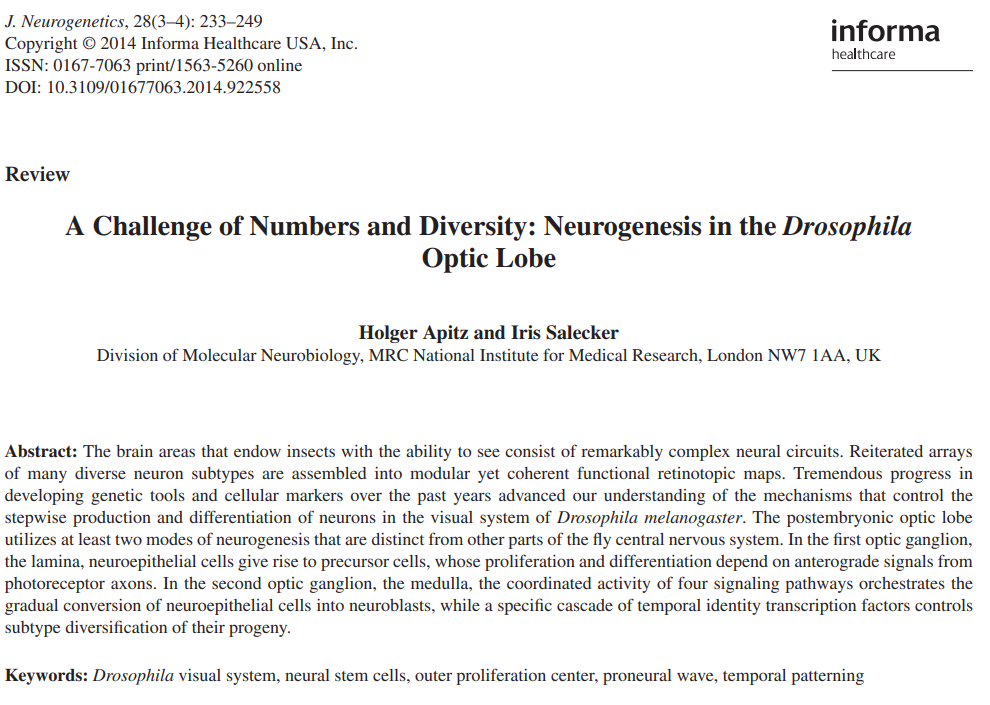 J. Neurogenetics, 28(3–4): 233–249
Copyright © 2014 Informa Healthcare USA, Inc.
ISSN: 0167-7063 print/1563-5260 online
DOI: 10.3109/01677063.2014.922558
informa
healthcare
Review
A Challenge of Numbers and Diversity: Neurogenesis in the Drosophila
Optic Lobe
Holger Apitz and Iris Salecker
Division of Molecular Neurobiology, MRC National Institute for Medical Research, London NW7 1AA, UK
Abstract: The brain areas that endow insects with the ability to see consist of remarkably complex neural circuits. Reiterated arrays
of many diverse neuron subtypes are assembled into modular yet coherent functional retinotopic maps. Tremendous progress in
developing genetic tools and cellular markers over the past years advanced our understanding of the mechanisms that control the
stepwise production and differentiation of neurons in the visual system of Drosophila melanogaster. The postembryonic optic lobe
utilizes at least two modes of neurogenesis that are distinct from other parts of the fly central nervous system. In the first optic ganglion,
the lamina, neuroepithelial cells give rise to precursor cells, whose proliferation and differentiation depend on anterograde signals from
photoreceptor axons. In the second optic ganglion, the medulla, the coordinated activity of four signaling pathways orchestrates the
gradual conversion of neuroepithelial cells into neuroblasts, while a specific cascade of temporal identity transcription factors controls
subtype diversification of their progeny.
Keywords: Drosophila visual system, neural stem cells, outer proliferation center, proneural wave, temporal patterning